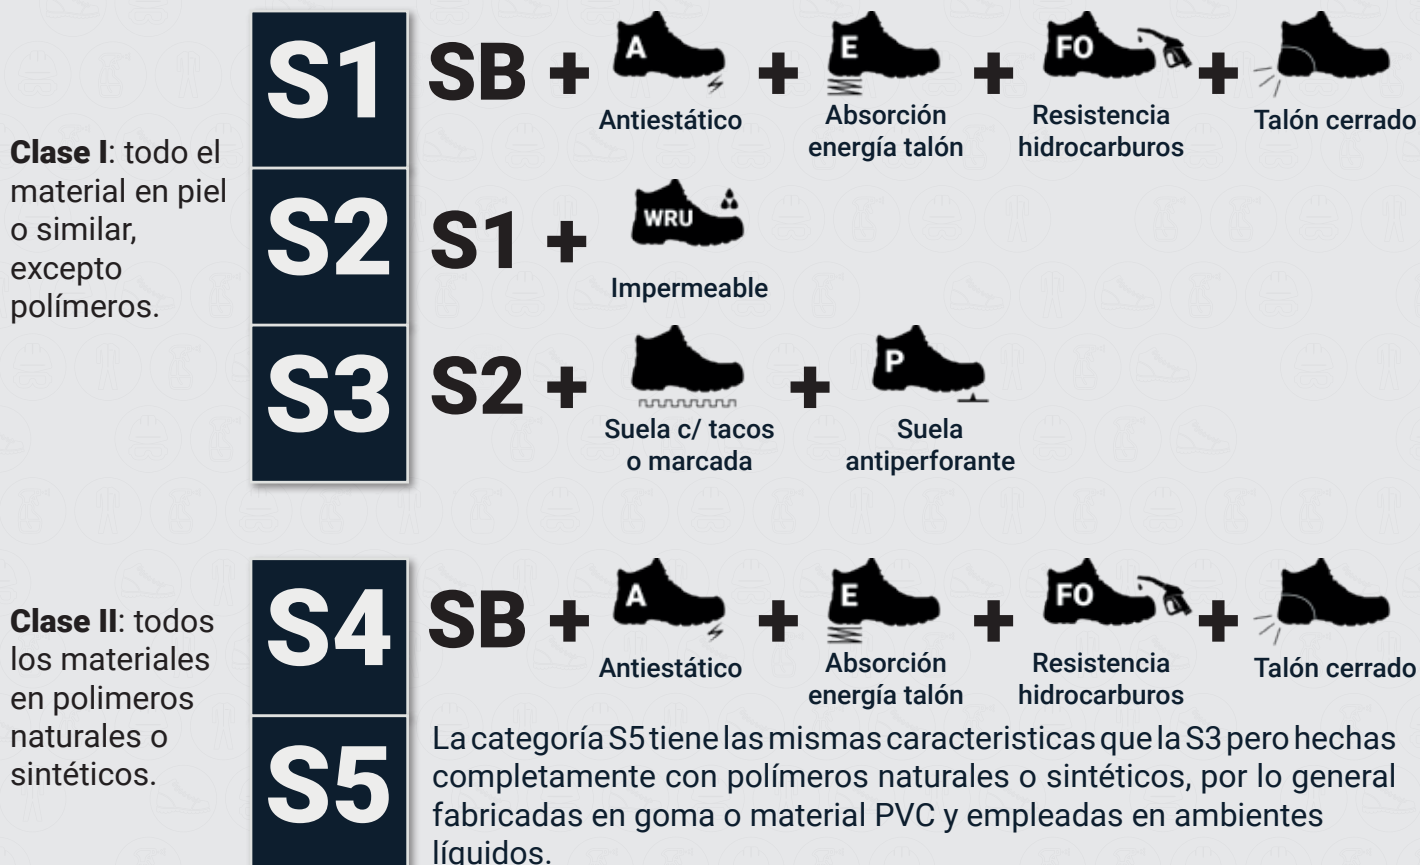 S1
SB + A + E + FO +
Antiestático
Absorción
energía talón
Resistencia
hidrocarburos
Talón cerrado
Clase I: todo el
material en piel
o similar,
excepto
polímeros.
S2
S1 + WRU
Impermeable
S3
S2 + + P
Suela c/ tacos
o marcada
Suela
antiperforante
S4
SB + A + E + FO +
Antiestático
Absorción
energía talón
Resistencia
hidrocarburos
Talón cerrado
Clase II: todos
los materiales
en polimeros
naturales o
sintéticos.
S5
La categoría S5 tiene las mismas caracteristicas que la S3 pero hechas
completamente con polímeros naturales o sintéticos, por lo general
fabricadas en goma o material PVC y empleadas en ambientes
líquidos.